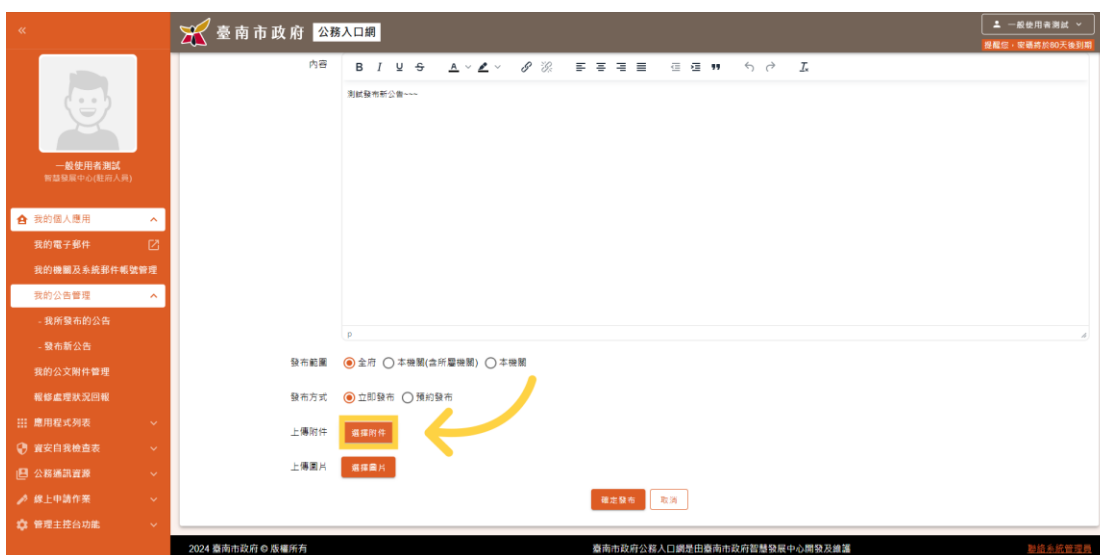 «
臺南市政府 公務入口網
一般使用者測試
提醒您,密碼將於80天後到期
一般使用者測試
智慧發展中心(駐府人員)
我的個人應用
我的電子郵件
我的機關及系統郵件帳號管理
我的公告管理
- 我所發布的公告
- 發布新公告
我的公文附件管理
報修處理狀況回報
應用程式列表
資安自我檢查表
公務通訊資源
線上申請作業
管理主控台功能
內容
B I U S A
測試發布新公告~~~
p
發布範圍 全府 本機關(含所屬機關) 本機關
發布方式 立即發布 預約發布
上傳附件 選擇附件
上傳圖片 選擇圖片
確定發布 取消
2024 臺南市政府 © 版權所有
臺南市政府公務入口網是由臺南市政府智慧發展中心開發及維護
聯絡系統管理員